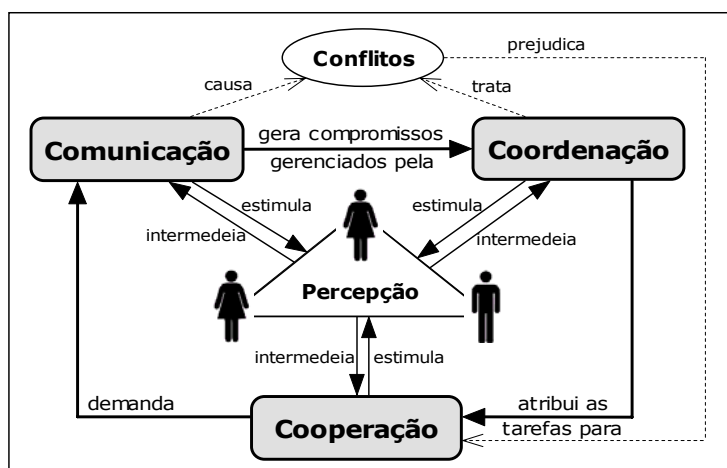 Conflitos
prejudica
causa
trata
Comunicação
gera compromissos
gerenciados pela
Coordenação
estimula
estimula
intermedeia
intermedeia
Percepção
intermedeia
estimula
demanda
Cooperação
atribui as
tarefas para